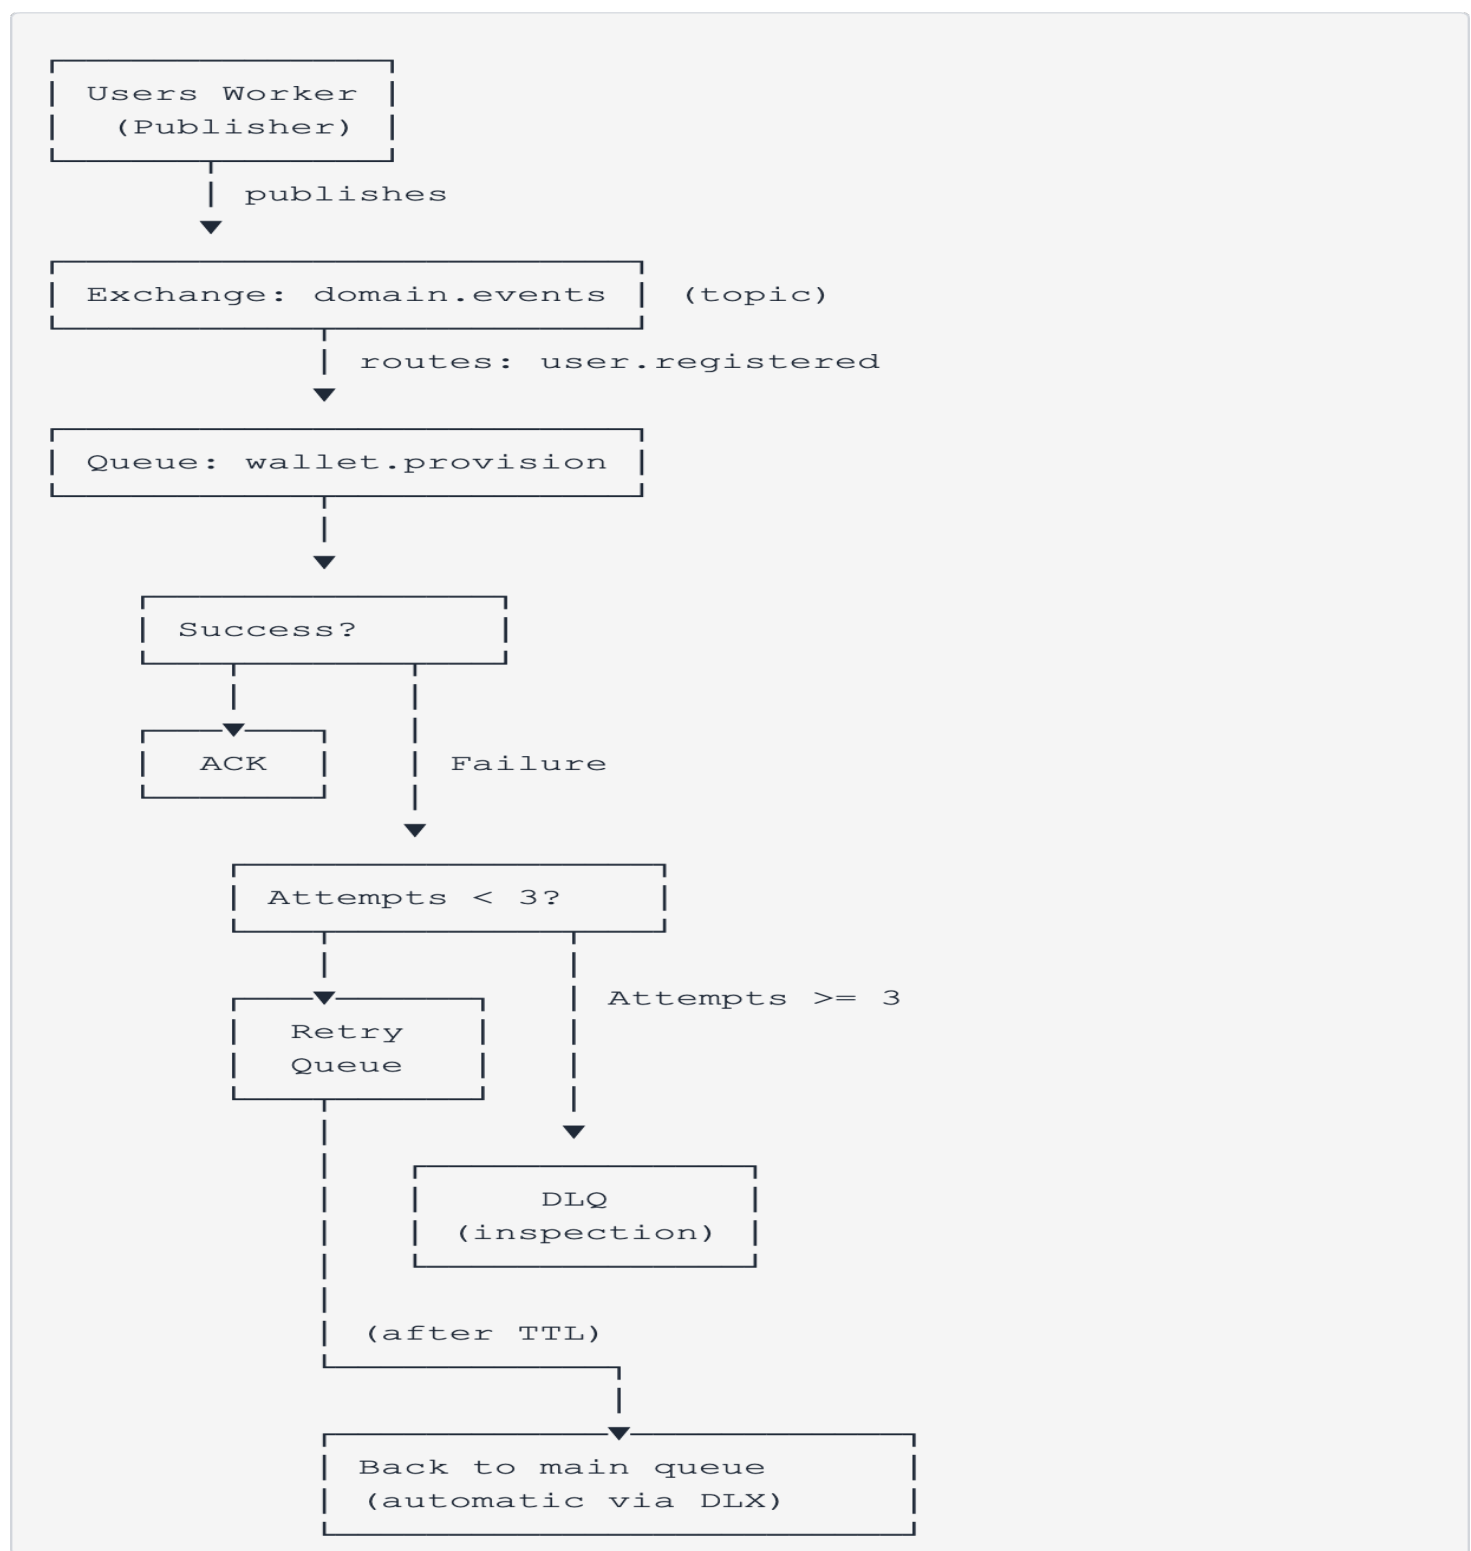 Users Worker
(Publisher)
publishes
Exchange: domain.events (topic)
routes: user.registered
Queue: wallet.provision
Success?
ACK
Failure
Attempts < 3?
Attempts >= 3
Retry
Queue
DLQ
(inspection)
(after TTL)
Back to main queue
(automatic via DLX)